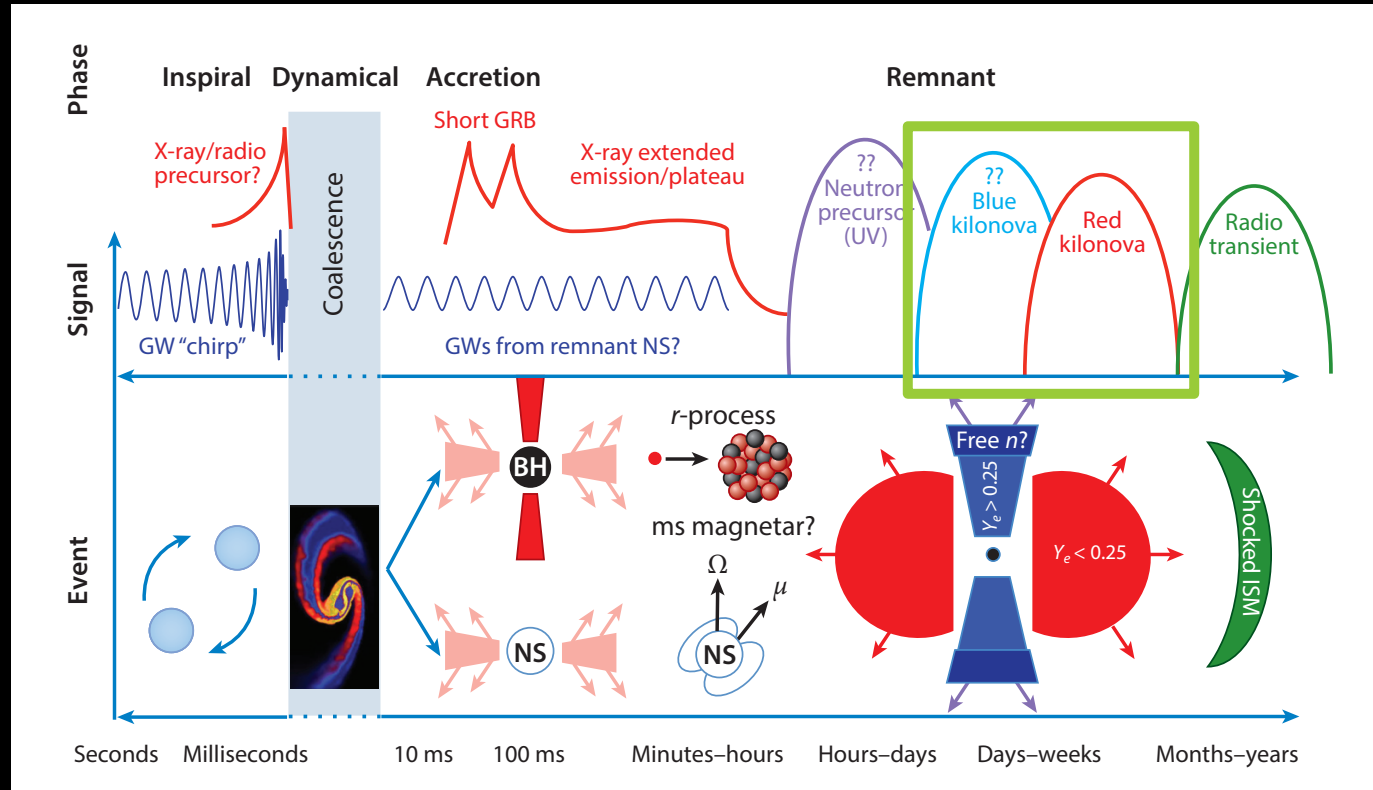 Phase
Inspiral
Dynamical
Accretion
Remnant
Signal
X-ray/radio
precursor?
GW “chirp”
Coalescence
Short GRB
X-ray extended
emission/plateau
GWs from remnant NS?
??
Neutron
precursor
(UV)
??
Blue
kilonova
Red
kilonova
Radio
transient
Event
BH
NS
r-process
ms magnetar?
Ω
μ
NS
Free n?
Ye > 0.25
Ye < 0.25
Shocked ISM
Seconds
Milliseconds
10 ms
100 ms
Minutes–hours
Hours–days
Days–weeks
Months–years